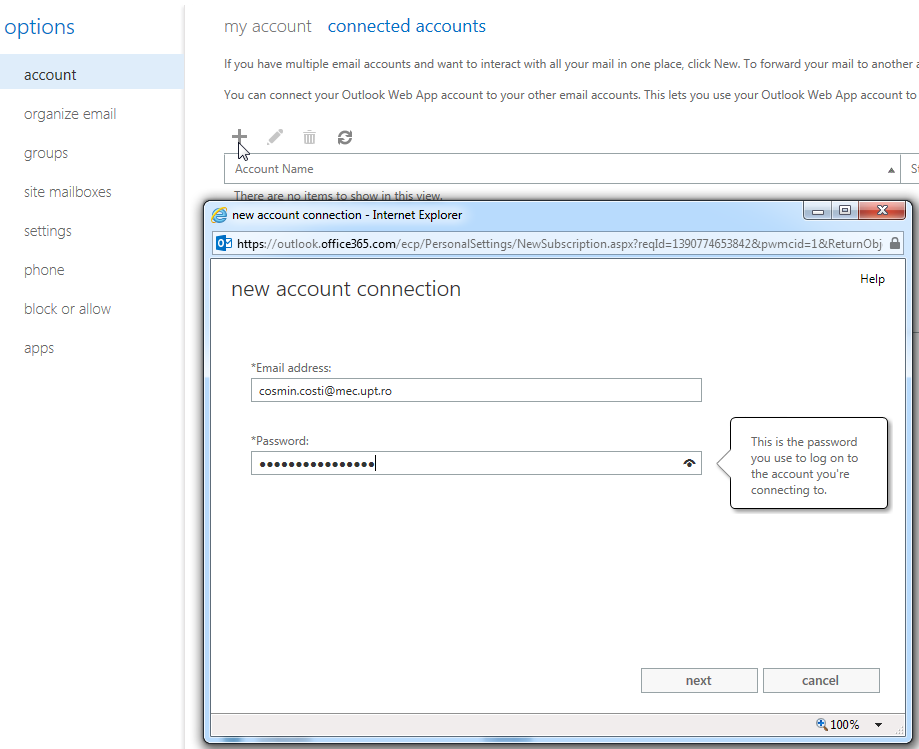 options
my account connected accounts
If you have multiple email accounts and want to interact with all your mail in one place, click New. To forward your mail to another a
account
You can connect your Outlook Web App account to your other email accounts. This lets you use your Outlook Web App account to
organize email
groups
Account Name
site mailboxes
There are no items to show in this view.
new account connection - Internet Explorer
settings
https://outlook.office365.com/ecp/PersonalSettings/NewSubscription.aspx?reqId=1390774653842&pwmcid=1&ReturnObj
phone
Help
new account connection
block or allow
apps
*Email address:
cosmin.costi@mec.upt.ro
*Password:
This is the password
you use to log on to
the account you're
connecting to.
next
cancel
100%